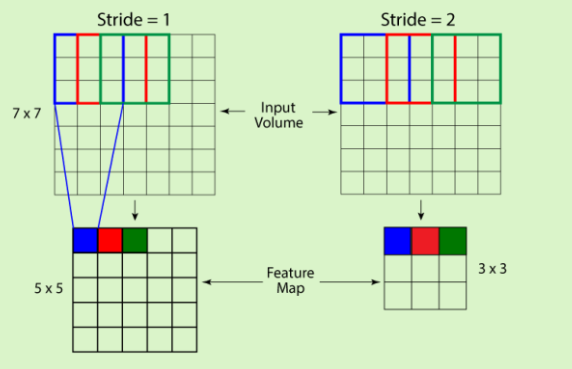 Stride = 1
Stride = 2
7 x 7
Input
Volume
5 x 5
Feature
Map
3 x 3